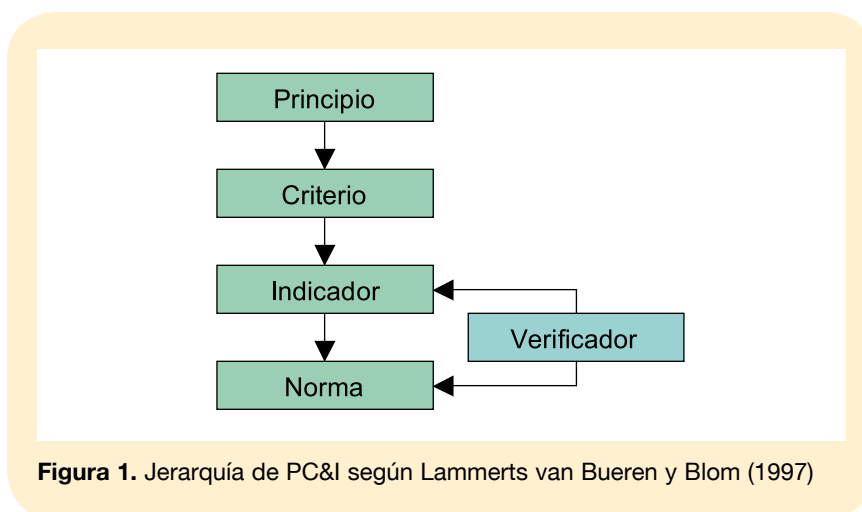 Principio
Criterio
Indicador
Verificador
Norma
Figura 1. Jerarquía de PC&I según Lammerts van Bueren y Blom (1997)